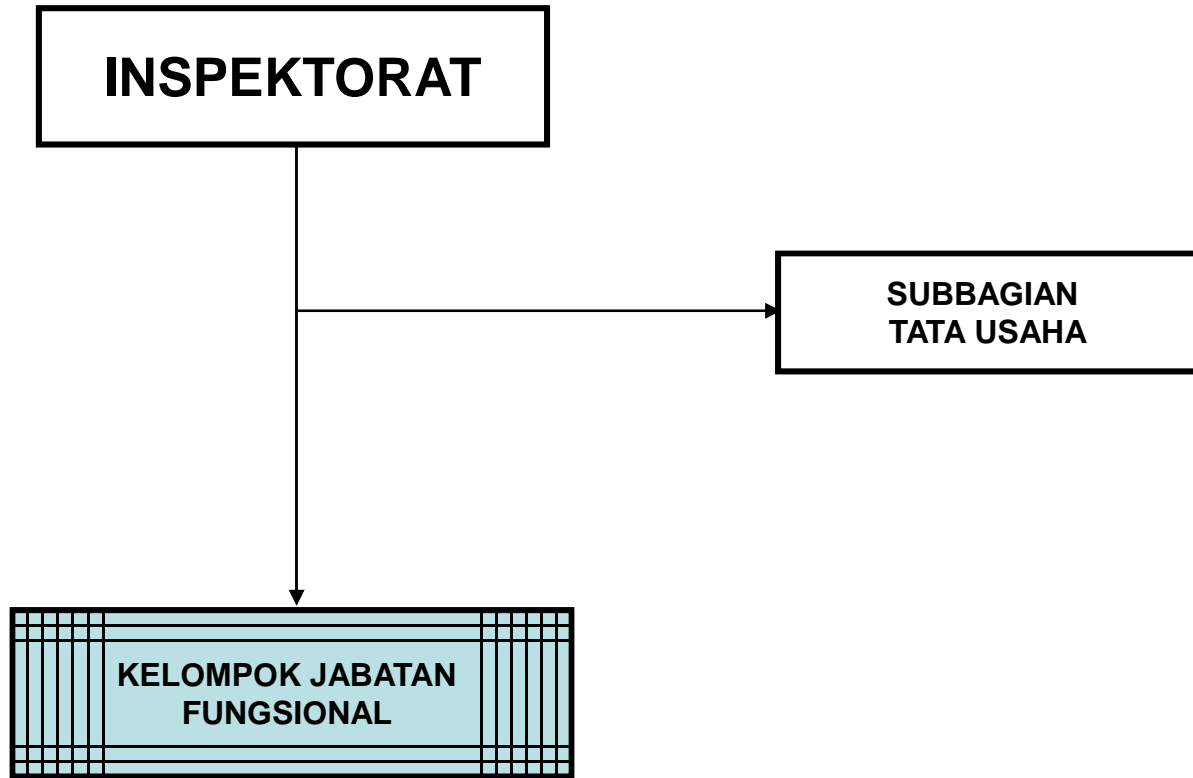 INSPEKTORAT
SUBBAGIAN
TATA USAHA
KELOMPOK JABATAN
FUNGSIONAL